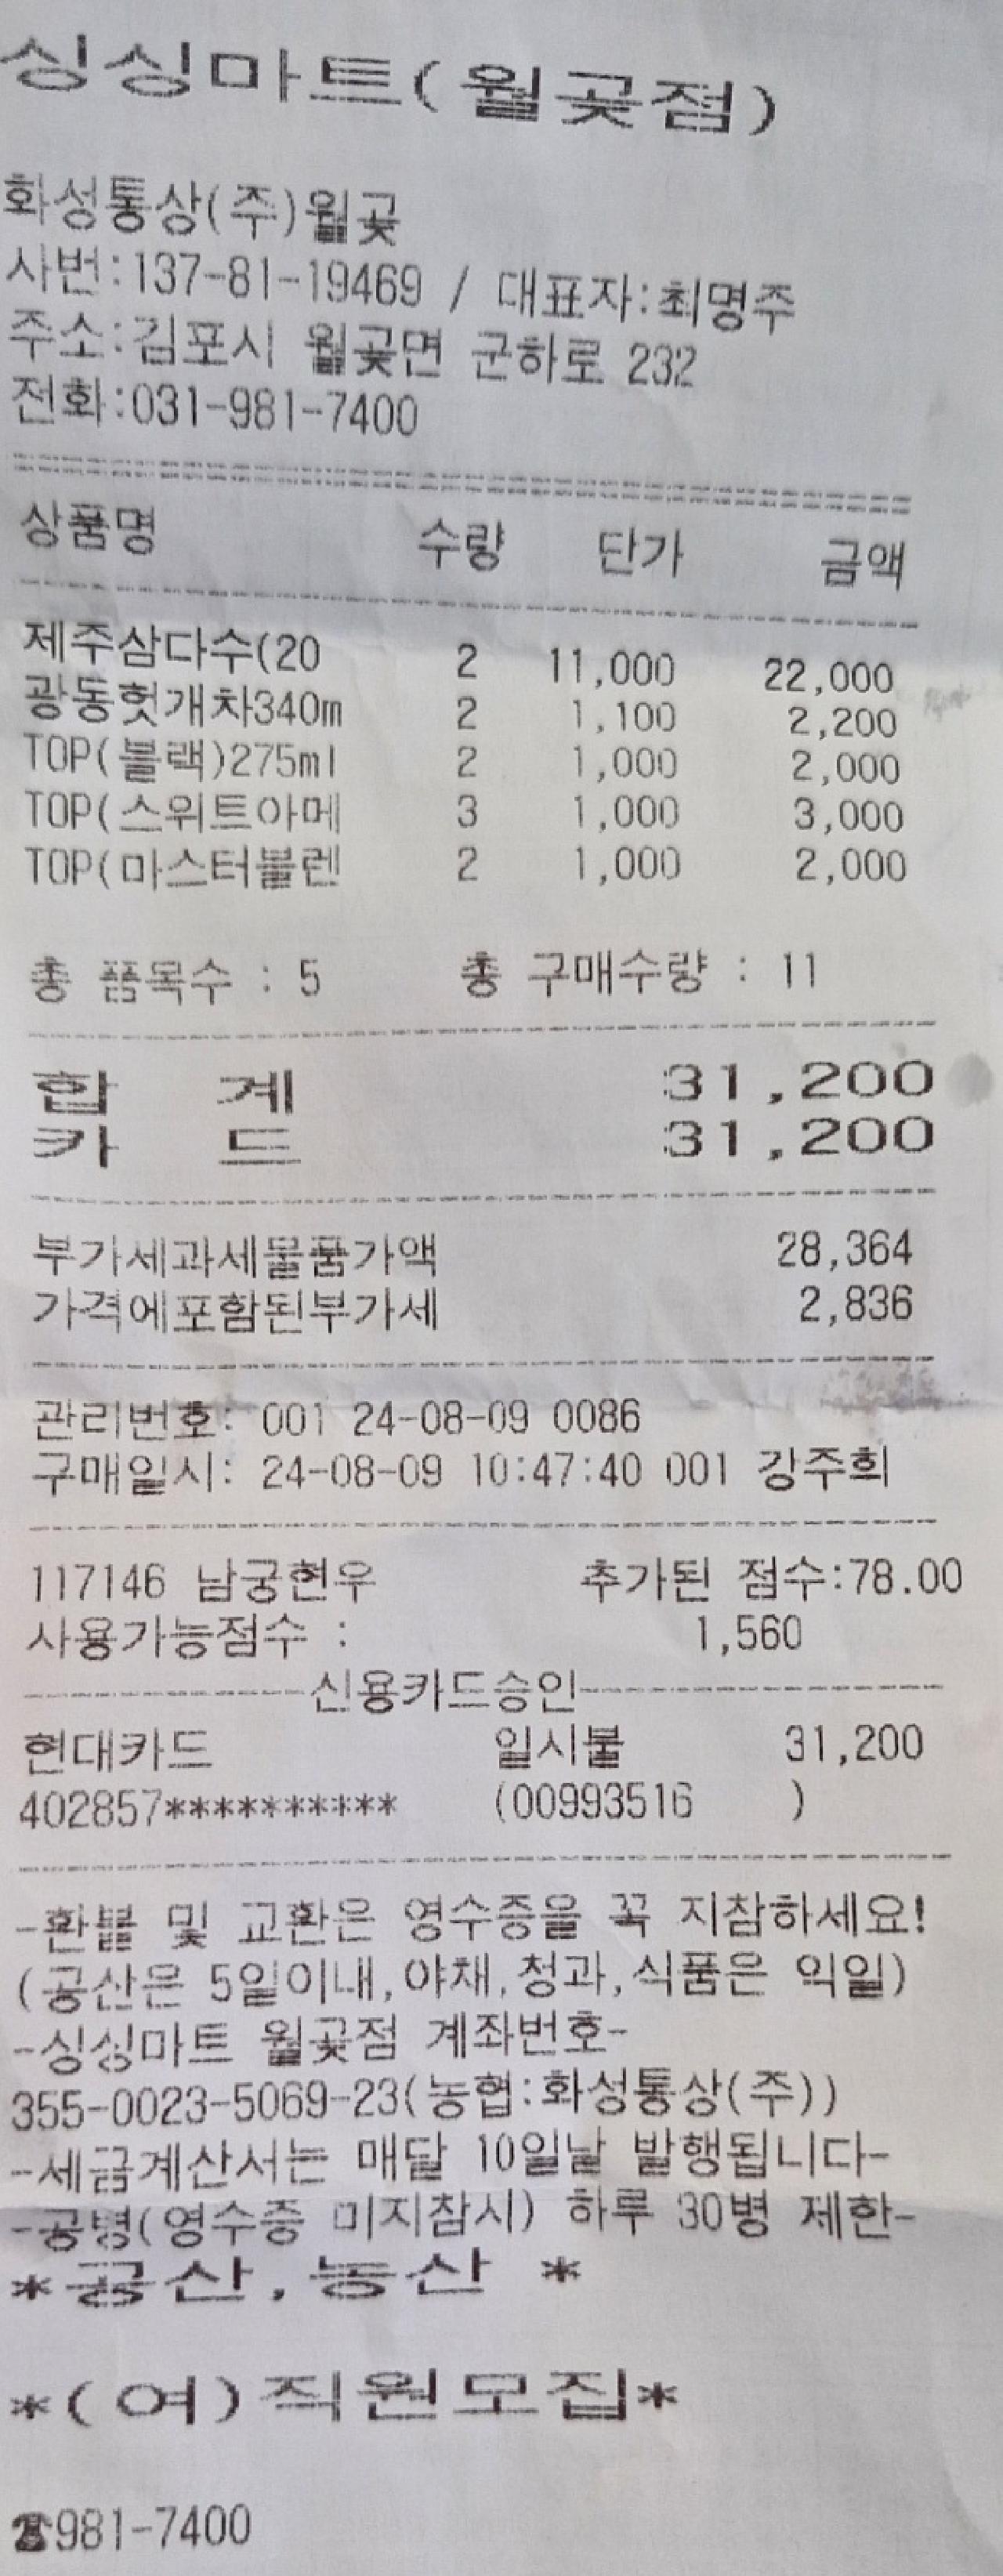 싱싱마트(월곶점)
화성통상(주)월곶
사번:137-81-19469 / 대표자:최명주
주소:김포시 월곶면 군하로 232
전화:031-981-7400
상품명 수량 단가 금액
제주삼다수(20 2 11,000 22,000
광동헛개차340m 2 1,100 2,200
TOP(블랙)275ml 2 1,000 2,000
TOP(스위트아메 3 1,000 3,000
TOP(마스터블렌 2 1,000 2,000
총 품목수 : 5 총 구매수량 : 11
합 계 31,200
카 드 31,200
부가세과세물품가액 28,364
가격에포함된부가세 2,836
관리번호: 001 24-08-09 0086
구매일시: 24-08-09 10:47:40 001 강주희
117146 남궁현우 추가된 점수:78.00
사용가능점수 : 1,560
신용카드승인
현대카드 일시불 31,200
402857********** (00993516 )
-환불 및 교환은 영수증을 꼭 지참하세요!
(공산은 5일이내,야채,청과,식품은 익일)
-싱싱마트 월곶점 계좌번호-
355-0023-5069-23(농협:화성통상(주))
-세금계산서는 매달 10일날 발행됩니다-
-공병(영수증 미지참시) 하루 30병 제한-
*공산,농산 *
*(여)직원모집*
☎981-7400